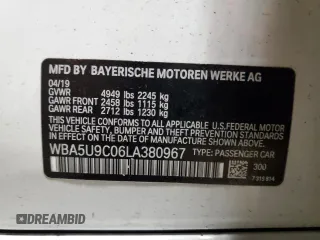 MFD BY BAYERISCHE MOTOREN WERKE AG
04/19
GVWR 4949 lbs 2245 kg
GAWR FRONT 2458 lbs 1115 kg
GAWR REAR 2712 lbs 1230 kg
THIS VEHICLE CONFORMS TO ALL APPLICABLE
FEDERAL MOTOR VEHICLE SAFETY, BUMPER, AND
THEFT PREVENTION STANDARDS IN EFFECT ON
THE DATE OF MANUFACTURE SHOWN ABOVE.
WBA5U9C06LA380967
TYPE: PASSENGER CAR
300
DREAMBID